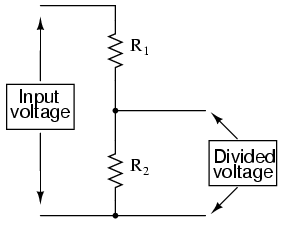 R1
Input
voltage
R2
Divided
voltage